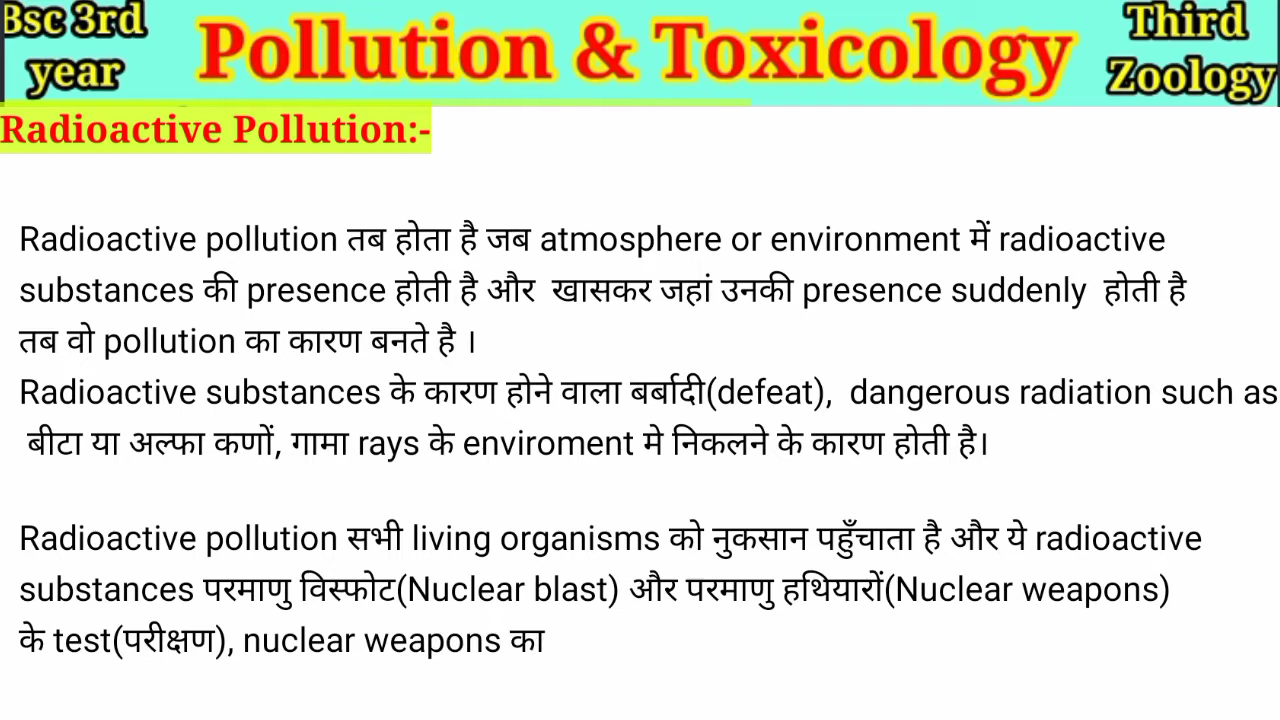 Bsc 3rd
year
Pollution & Toxicology
Third
Zoology
Radioactive Pollution:-
Radioactive pollution तब होता है जब atmosphere or environment में radioactive
substances की presence होती है और खासकर जहां उनकी presence suddenly होती है
तब वो pollution का कारण बनते है ।
Radioactive substances के कारण होने वाला बर्बादी(defeat), dangerous radiation such as
बीटा या अल्फा कणों, गामा rays के enviroment मे निकलने के कारण होती है।
Radioactive pollution सभी living organisms को नुकसान पहुँचाता है और ये radioactive
substances परमाणु विस्फोट(Nuclear blast) और परमाणु हथियारों(Nuclear weapons)
के test(परीक्षण), nuclear weapons का